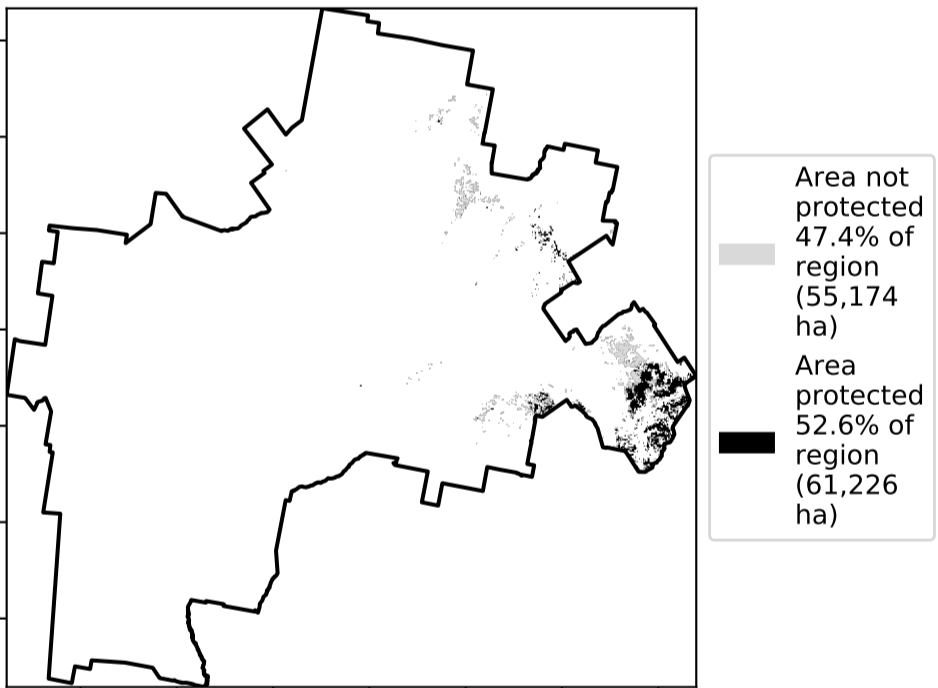 Area not
protected
47.4% of
region
(55,174
ha)
Area
protected
52.6% of
region
(61,226
ha)